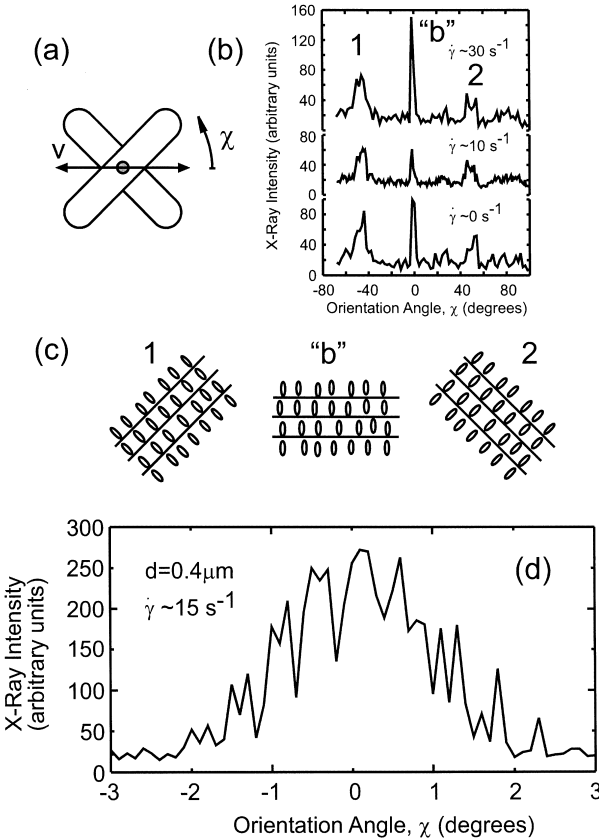 (a)
v
χ
(b)
X-Ray Intensity (arbitrary units)
160
120
80
40
0
80
40
0
80
40
0
1
"b"
2
γ̇ ~30 s⁻¹
γ̇ ~10 s⁻¹
γ̇ ~0 s⁻¹
-80 -40 0 40 80
Orientation Angle, χ (degrees)
(c)
1
"b"
2
(d)
d=0.4μm
γ̇ ~15 s⁻¹
X-Ray Intensity
(arbitrary units)
300
250
200
150
100
50
0
-3 -2 -1 0 1 2 3
Orientation Angle, χ (degrees)